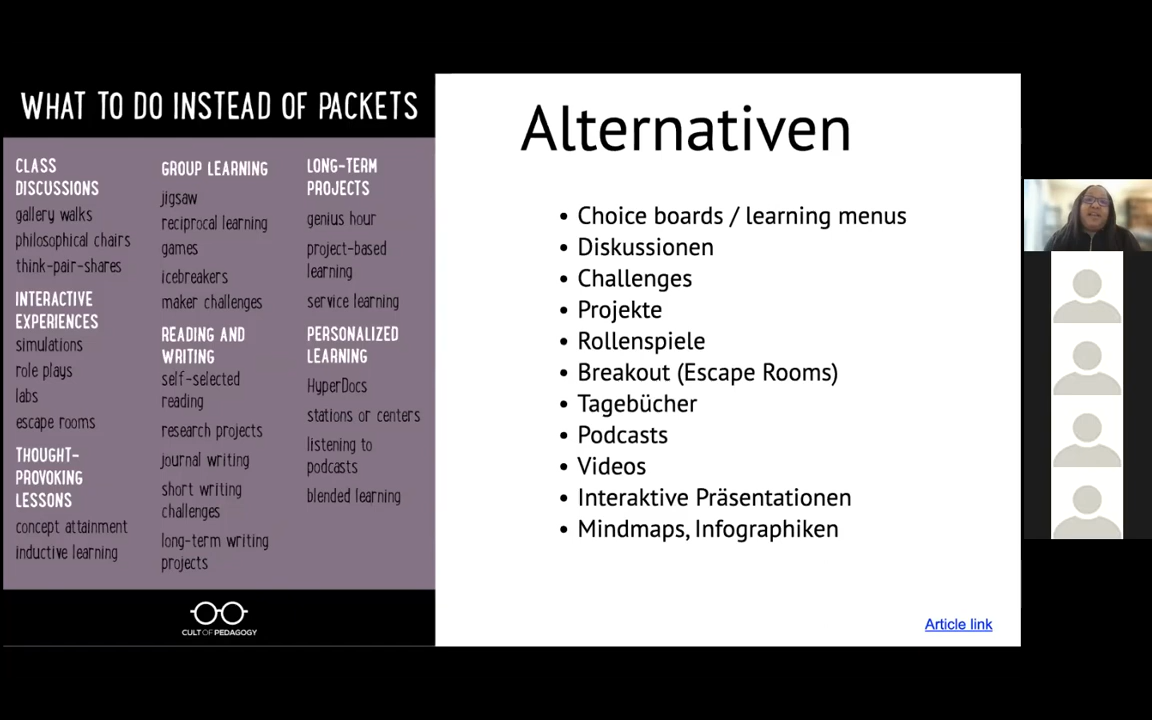 WHAT TO DO INSTEAD OF PACKETS
CLASS
DISCUSSIONS
gallery walks
philosophical chairs
think-pair-shares
INTERACTIVE
EXPERIENCES
simulations
role plays
labs
escape rooms
THOUGHT-
PROVOKING
LESSONS
concept attainment
inductive learning
GROUP LEARNING
jigsaw
reciprocal learning
games
icebreakers
maker challenges
READING AND
WRITING
self-selected
reading
research projects
journal writing
short writing
challenges
long-term writing
projects
LONG-TERM
PROJECTS
genius hour
project-based
learning
service learning
PERSONALIZED
LEARNING
HyperDocs
stations or centers
listening to
podcasts
blended learning
CULT OF PEDAGOGY
Alternativen
• Choice boards / learning menus
• Diskussionen
• Challenges
• Projekte
• Rollenspiele
• Breakout (Escape Rooms)
• Tagebücher
• Podcasts
• Videos
• Interaktive Präsentationen
• Mindmaps, Infographiken
Article link